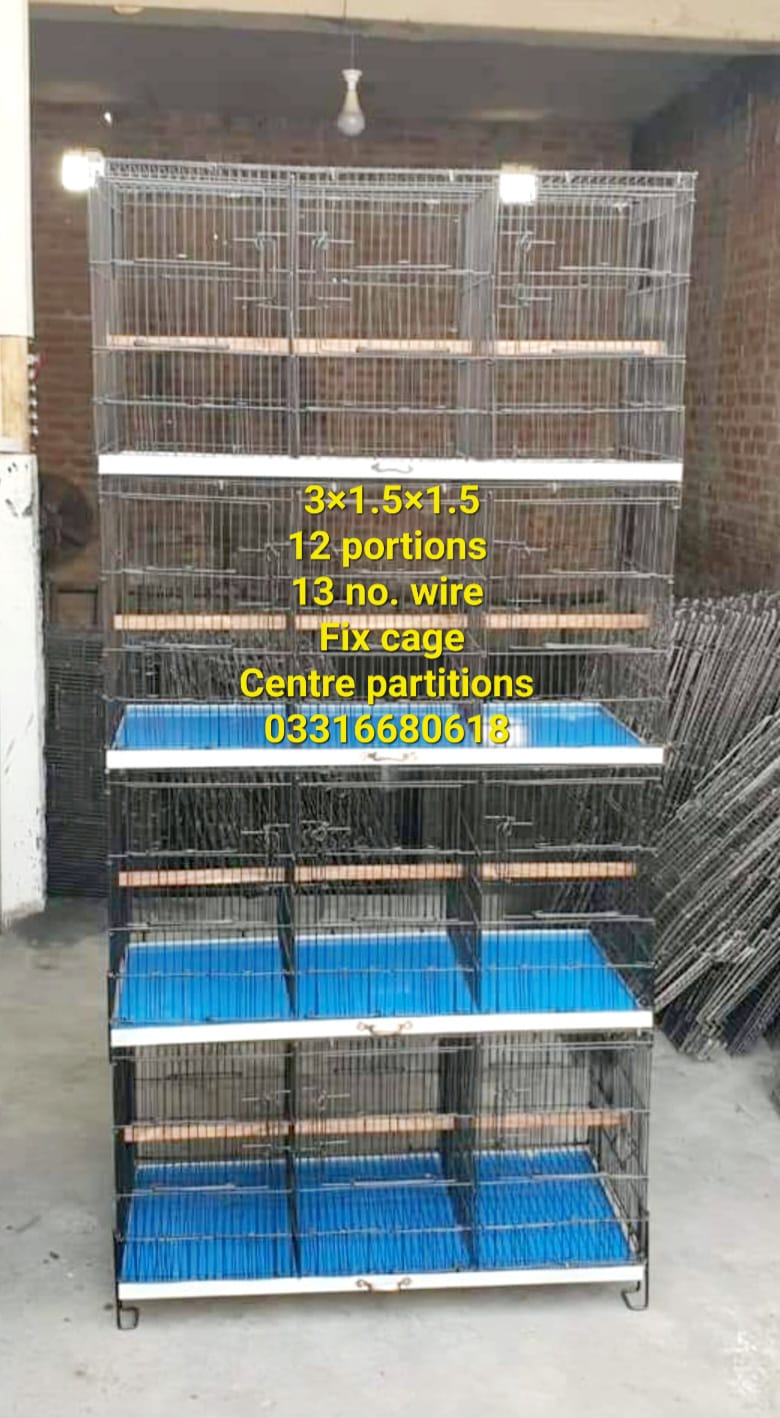 3×1.5×1.5
12 portions
13 no. wire
Fix cage
Centre partitions
03316680618